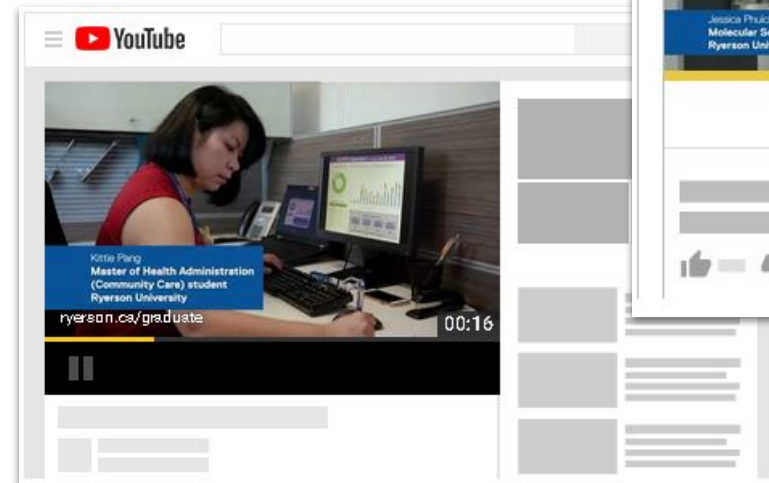 YouTube
Kittie Pang
Master of Health Administration
(Community Care) student
Ryerson University
ryerson.ca/graduate
00:16
Jessica
Molecular
Ryerson